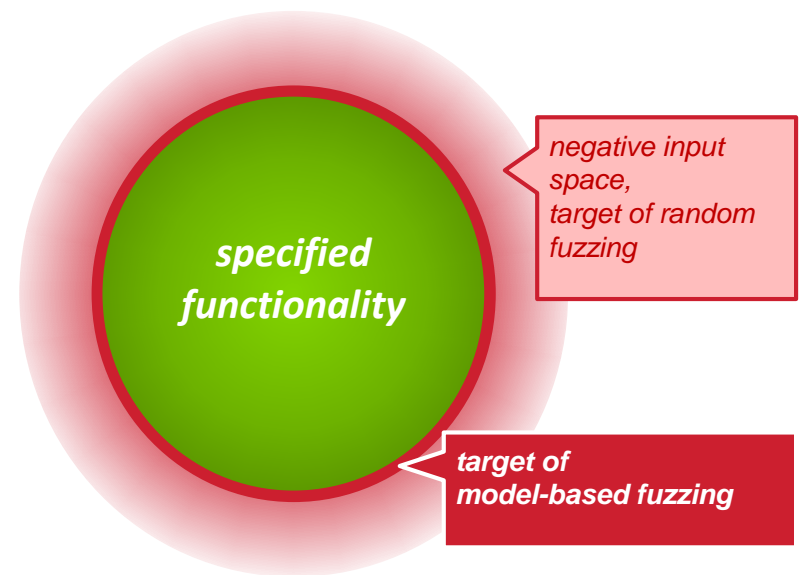 negative input
space,
target of random
fuzzing
specified
functionality
target of
model-based fuzzing